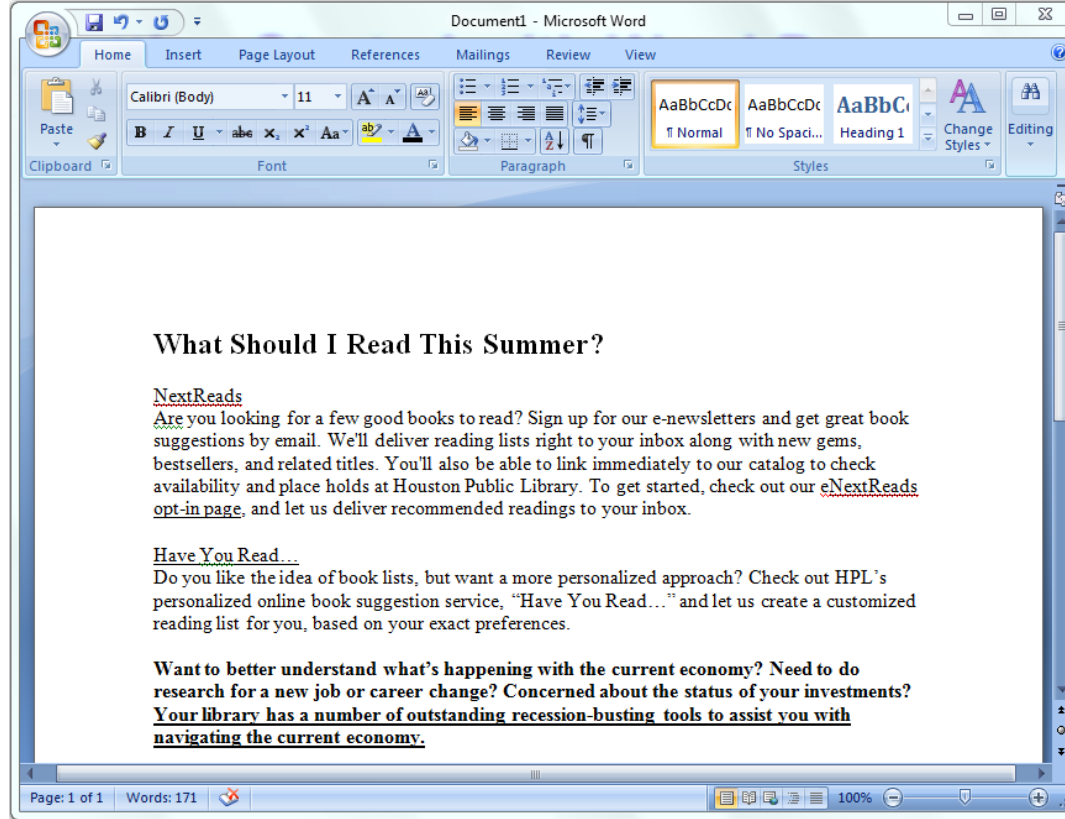 Document1 - Microsoft Word
Home Insert Page Layout References Mailings Review View
Calibri (Body) 11 A A Aa
B I U abe X₂ X² Aa ab A
Paste
AaBbCcDc AaBbCcDc AaBbC
¶ Normal ¶ No Spaci... Heading 1
Change Styles
Editing
A Z ¶
Clipboard Font Paragraph Styles
What Should I Read This Summer?
NextReads
Are you looking for a few good books to read? Sign up for our e-newsletters and get great book
suggestions by email. We'll deliver reading lists right to your inbox along with new gems,
bestsellers, and related titles. You'll also be able to link immediately to our catalog to check
availability and place holds at Houston Public Library. To get started, check out our eNextReads
opt-in page, and let us deliver recommended readings to your inbox.
Have You Read…
Do you like the idea of book lists, but want a more personalized approach? Check out HPL’s
personalized online book suggestion service, “Have You Read…” and let us create a customized
reading list for you, based on your exact preferences.
Want to better understand what’s happening with the current economy? Need to do
research for a new job or career change? Concerned about the status of your investments?
Your library has a number of outstanding recession-busting tools to assist you with
navigating the current economy.
Page: 1 of 1 Words: 171 100%